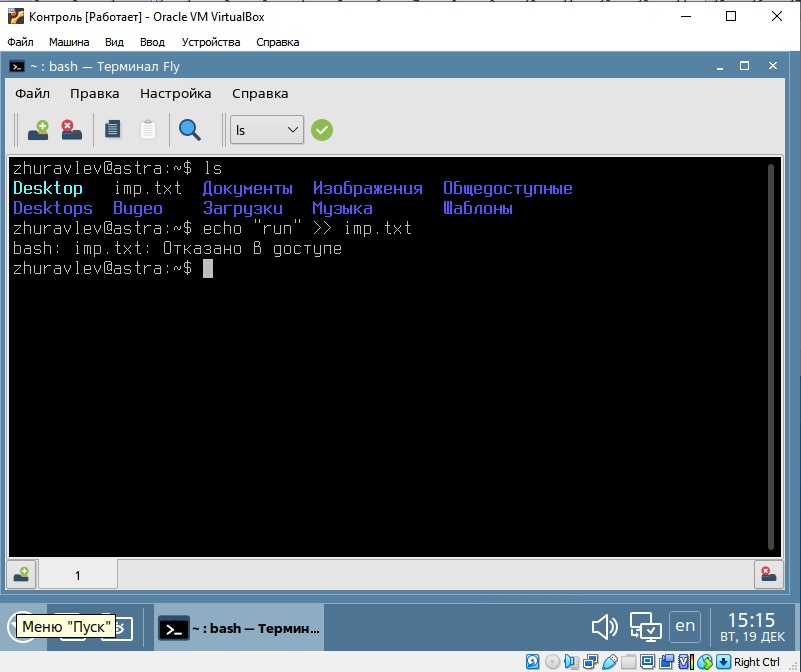 Контроль [Работает] - Oracle VM VirtualBox
Файл Машина Вид Ввод Устройства Справка
~ : bash — Терминал Fly
Файл Правка Настройка Справка
ls
zhuravlev@astra:~$ ls
Desktop imp.txt Документы Изображения Общедоступные
Desktops Видео Загрузки Музыка Шаблоны
zhuravlev@astra:~$ echo "run" >> imp.txt
bash: imp.txt: Отказано в доступе
zhuravlev@astra:~$
1
Меню "Пуск"
~ : bash — Термин...
en
15:15
ВТ, 19 ДЕК
Right Ctrl